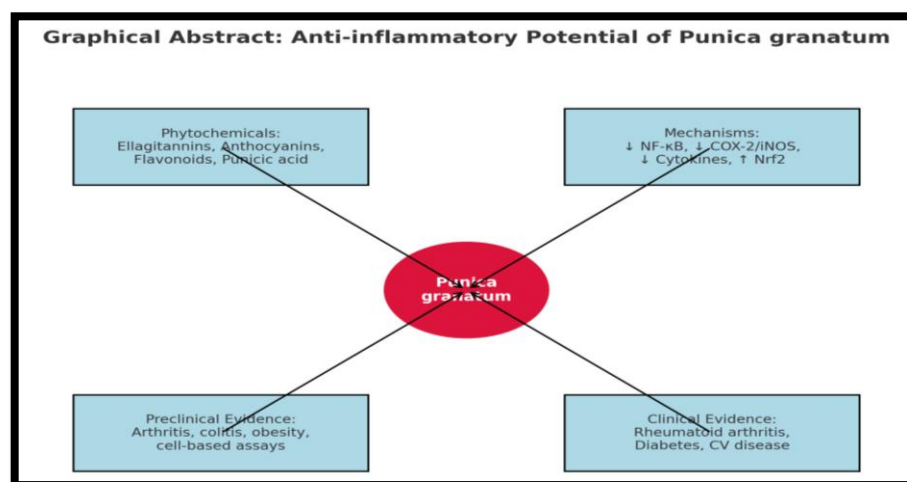 Graphical Abstract: Anti-inflammatory Potential of Punica granatum
Phytochemicals:
Ellagitannins, Anthocyanins,
Flavonoids, Punicic acid
Mechanisms:
↓ NF-κB, ↓ COX-2/iNOS,
↓ Cytokines, ↑ Nrf2
Punica
granatum
Preclinical Evidence:
Arthritis, colitis, obesity,
cell-based assays
Clinical Evidence:
Rheumatoid arthritis,
Diabetes, CV disease